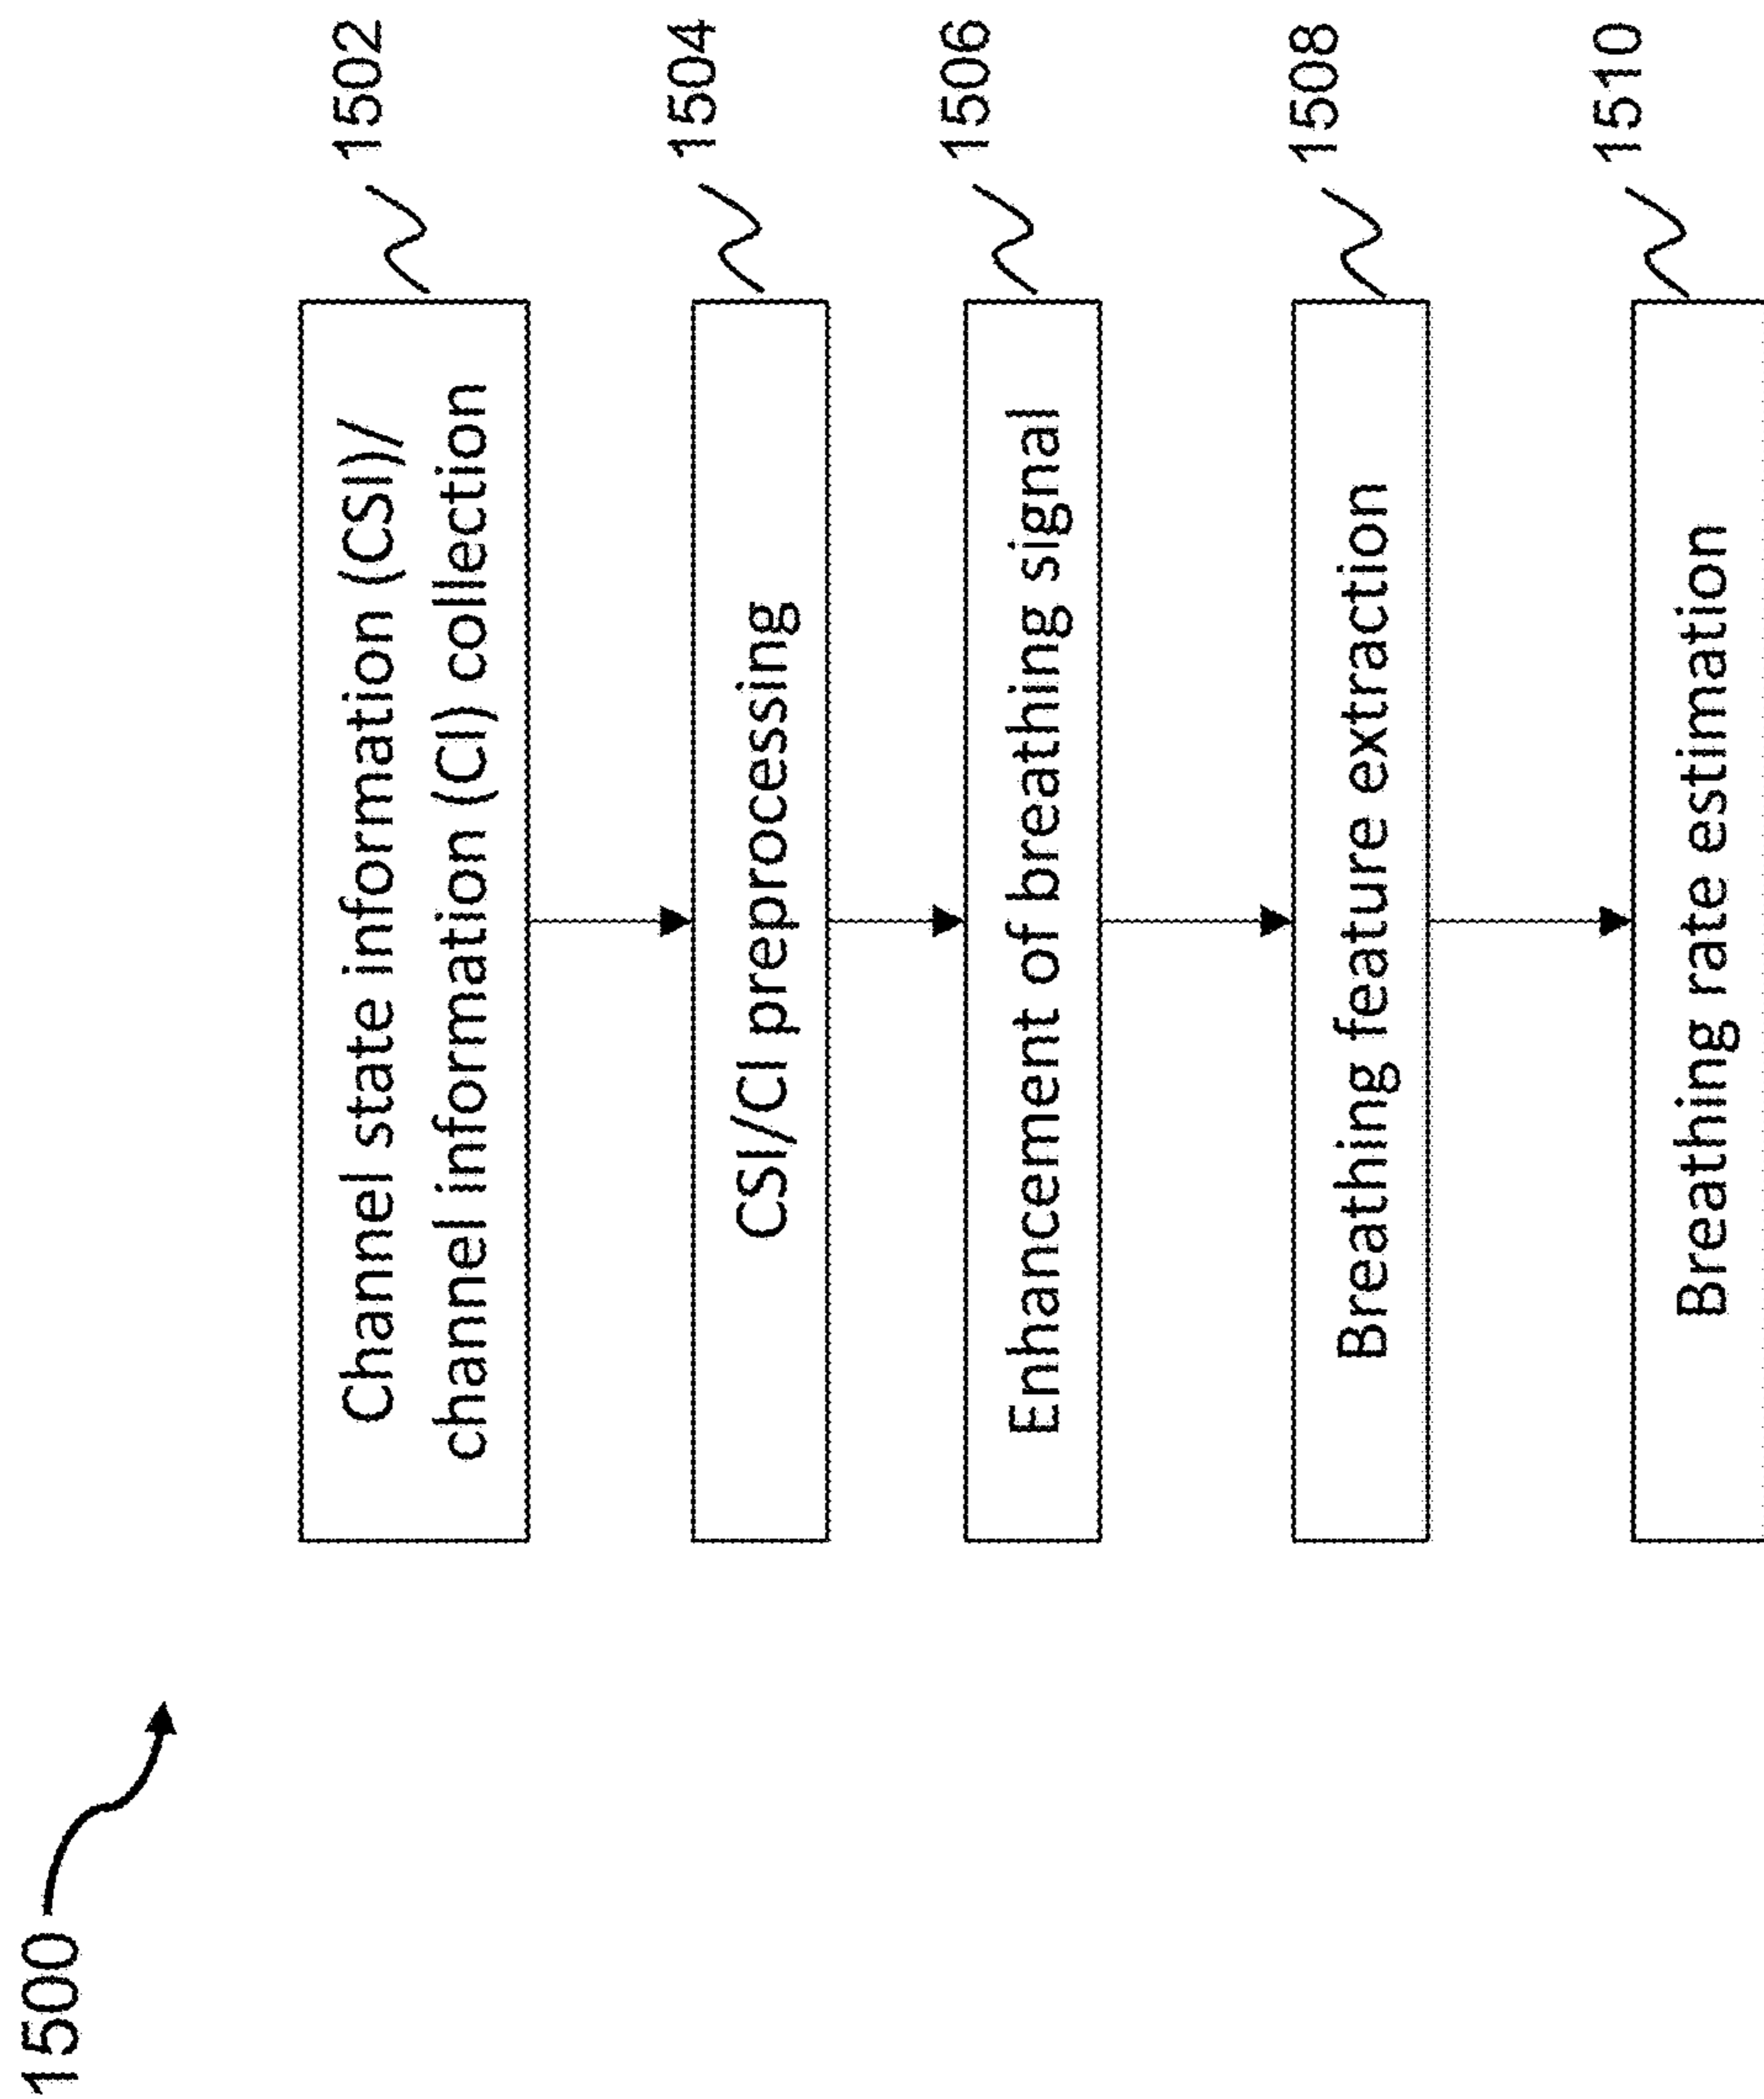 1500
Channel state information (CSI)/
channel information (CI) collection
1502
CSI/CI preprocessing
1504
Enhancement of breathing signal
1506
Breathing feature extraction
1508
Breathing rate estimation
1510